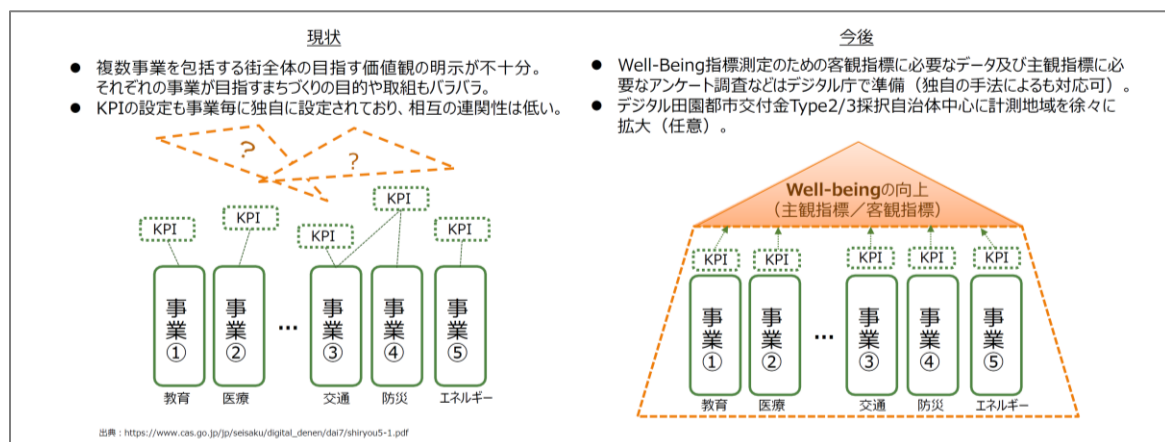 現状
● 複数事業を包括する街全体の目指す価値観の明示が不十分。
それぞれの事業が目指すまちづくりの目的や取組もバラバラ。
● KPIの設定も事業毎に独自に設定されており、相互の連関性は低い。
?
?
KPI
KPI
KPI
KPI
KPI
事業①
事業②
…
事業③
事業④
事業⑤
教育
医療
交通
防災
エネルギー
出典：https://www.cas.go.jp/jp/seisaku/digital_denen/dai7/shiryou5-1.pdf
今後
● Well-Being指標測定のための客観指標に必要なデータ及び主観指標に必
要なアンケート調査などはデジタル庁で準備（独自の手法によるも対応可）。
● デジタル田園都市交付金Type2/3採択自治体中心に計測地域を徐々に
拡大（任意）。
Well-beingの向上
（主観指標／客観指標）
KPI
KPI
KPI
KPI
KPI
事業①
事業②
…
事業③
事業④
事業⑤
教育
医療
交通
防災
エネルギー